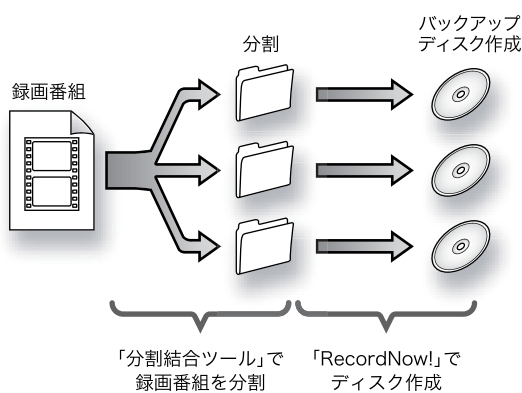 バックアップ
ディスク作成
分割
録画番組
「分割結合ツール」で
録画番組を分割
「RecordNow!」で
ディスク作成